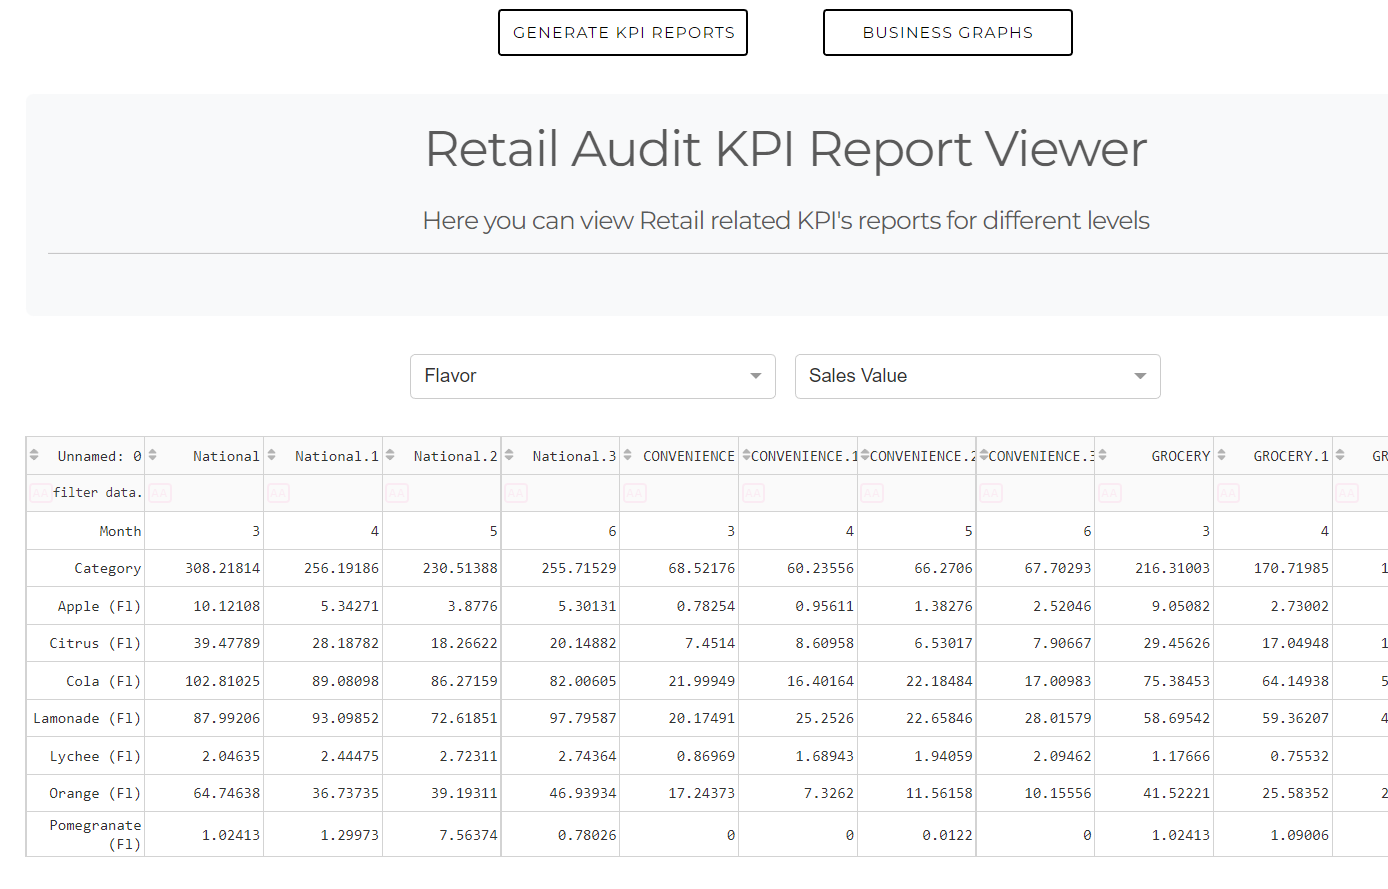 GENERATE KPI REPORTS BUSINESS GRAPHS
Retail Audit KPI Report Viewer
Here you can view Retail related KPI's reports for different levels
Flavor Sales Value
Unnamed: 0 National National.1 National.2 National.3 CONVENIENCE CONVENIENCE.1 CONVENIENCE.2 CONVENIENCE.3 GROCERY GROCERY.1 GR
AA filter data. AA AA AA AA AA AA AA AA AA AA AA
Month 3 4 5 6 3 4 5 6 3 4
Category 308.21814 256.19186 230.51388 255.71529 68.52176 60.23556 66.2706 67.70293 216.31003 170.71985 1
Apple (Fl) 10.12108 5.34271 3.8776 5.30131 0.78254 0.95611 1.38276 2.52046 9.05082 2.73002
Citrus (Fl) 39.47789 28.18782 18.26622 20.14882 7.4514 8.60958 6.53017 7.90667 29.45626 17.04948 1
Cola (Fl) 102.81025 89.08098 86.27159 82.00605 21.99949 16.40164 22.18484 17.00983 75.38453 64.14938 5
Lamonade (Fl) 87.99206 93.09852 72.61851 97.79587 20.17491 25.2526 22.65846 28.01579 58.69542 59.36207 4
Lychee (Fl) 2.04635 2.44475 2.72311 2.74364 0.86969 1.68943 1.94059 2.09462 1.17666 0.75532
Orange (Fl) 64.74638 36.73735 39.19311 46.93934 17.24373 7.3262 11.56158 10.15556 41.52221 25.58352 2
Pomegranate
(Fl) 1.02413 1.29973 7.56374 0.78026 0 0 0.0122 0 1.02413 1.09006